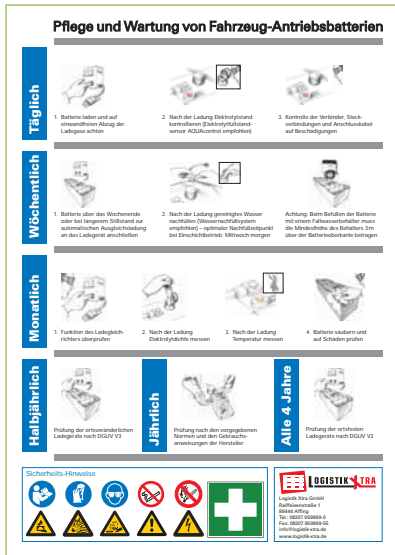 Pflege und Wartung von Fahrzeug-Antriebsbatterien
Täglich
1. Batterie laden und auf
einwandfreien Abzug der
Ladegase achten
2. Nach der Ladung Elektrolytstand
kontrollieren (Elektrolytfüllstand-
sensor AQUAcontrol empfohlen)
3. Kontrolle der Verbinder, Steck-
verbindungen und Anschlusskabel
auf Beschädigungen
Wöchentlich
1. Batterie über das Wochenende
oder bei längerem Stillstand zur
automatischen Ausgleichsladung
an das Ladegerät anschließen
2. Nach der Ladung gereinigtes Wasser
nachfüllen (Wassernachfüllsystem
empfohlen) – optimaler Nachfüllzeitpunkt
bei Einschichtbetrieb: Mittwoch morgen
Achtung: Beim Befüllen der Batterie
mit einem Fallwasserbehälter muss
die Mindesthöhe des Behälters 3m
über der Batterieoberkante betragen.
Monatlich
1. Funktion des Ladegleich-
richters überprüfen
2. Nach der Ladung
Elektrolytdichte messen
3. Nach der Ladung
Temperatur messen
4. Batterie säubern und
auf Schäden prüfen
Halbjährlich
Prüfung der ortsveränderlichen
Ladegeräte nach DGUV V3
Jährlich
Prüfung nach den vorgegebenen
Normen und den Gebrauchs-
anweisungen der Hersteller
Alle 4 Jahre
Prüfung der ortsfesten
Ladegeräte nach DGUV V3
Sicherheits-Hinweise
LOGISTIK XTRA
Logistik Xtra GmbH
Raiffeisenstraße 1
86444 Affing
Tel.: 08207 959999-0
Fax: 08207 959999-55
info@logistik-xtra.de
www.logistik-xtra.de